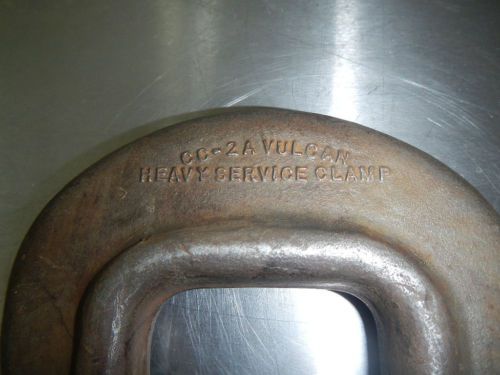 CC-2A VULCAN
HEAVY SERVICE CLAMP